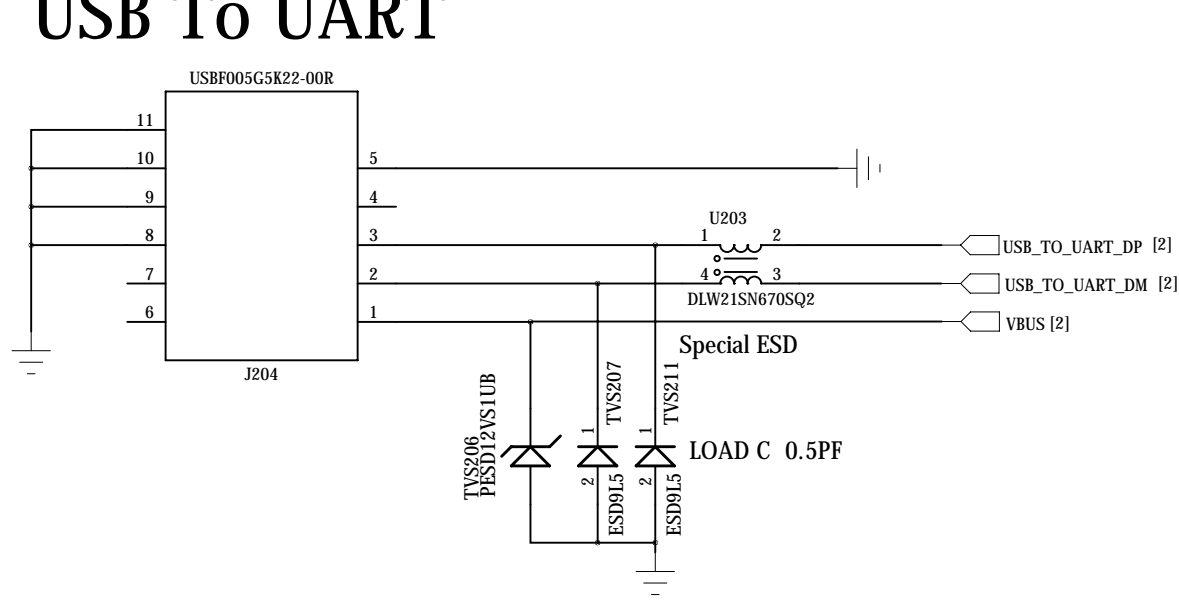 USB To UART
USBF005G5K22-00R
11
10
9
8
7
6
5
4
3
2
1
J204
U203
1
2
4
3
DLW21SN670SQ2
USB_TO_UART_DP [2]
USB_TO_UART_DM [2]
VBUS [2]
Special ESD
TVS206
PESD12VS1UB
TVS207
1
2
ESD9L5
TVS211
1
2
ESD9L5
LOAD C 0.5PF